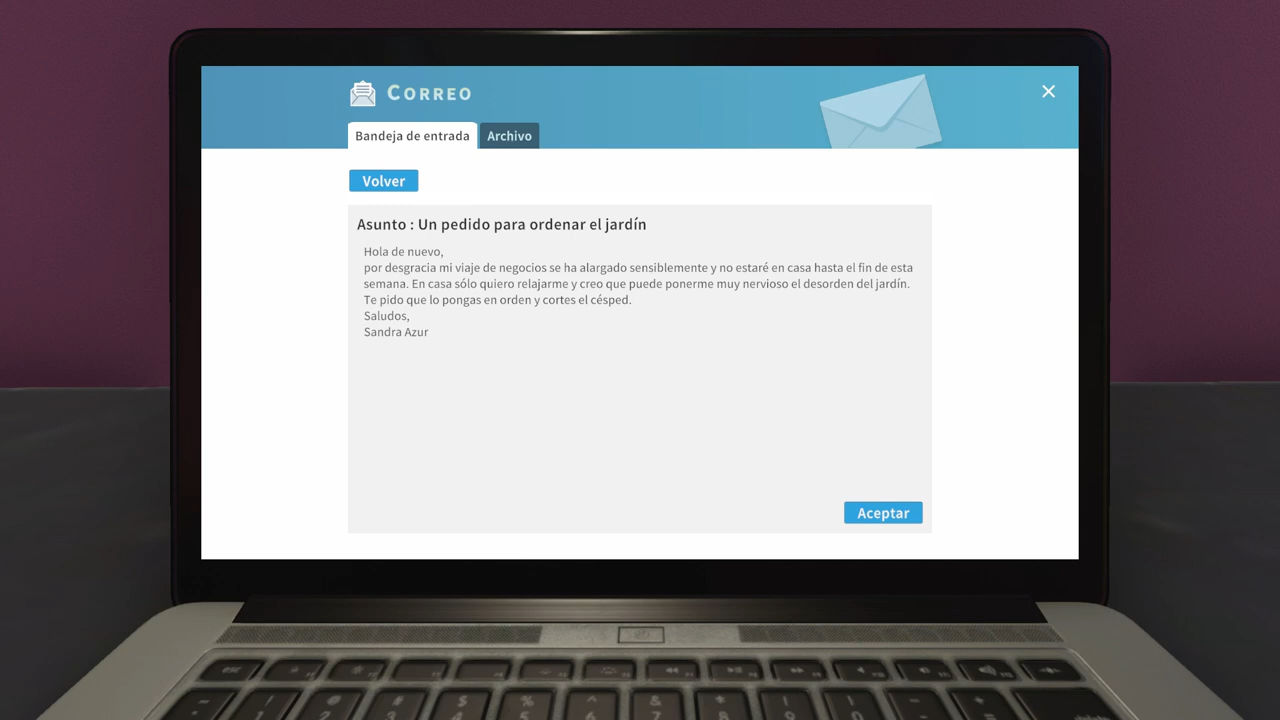 CORREO
Bandeja de entrada
Archivo
Volver
Asunto : Un pedido para ordenar el jardín
Hola de nuevo,
por desgracia mi viaje de negocios se ha alargado sensiblemente y no estaré en casa hasta el fin de esta
semana. En casa sólo quiero relajarme y creo que puede ponerme muy nervioso el desorden del jardín.
Te pido que lo pongas en orden y cortes el césped.
Saludos,
Sandra Azur
Aceptar
esc